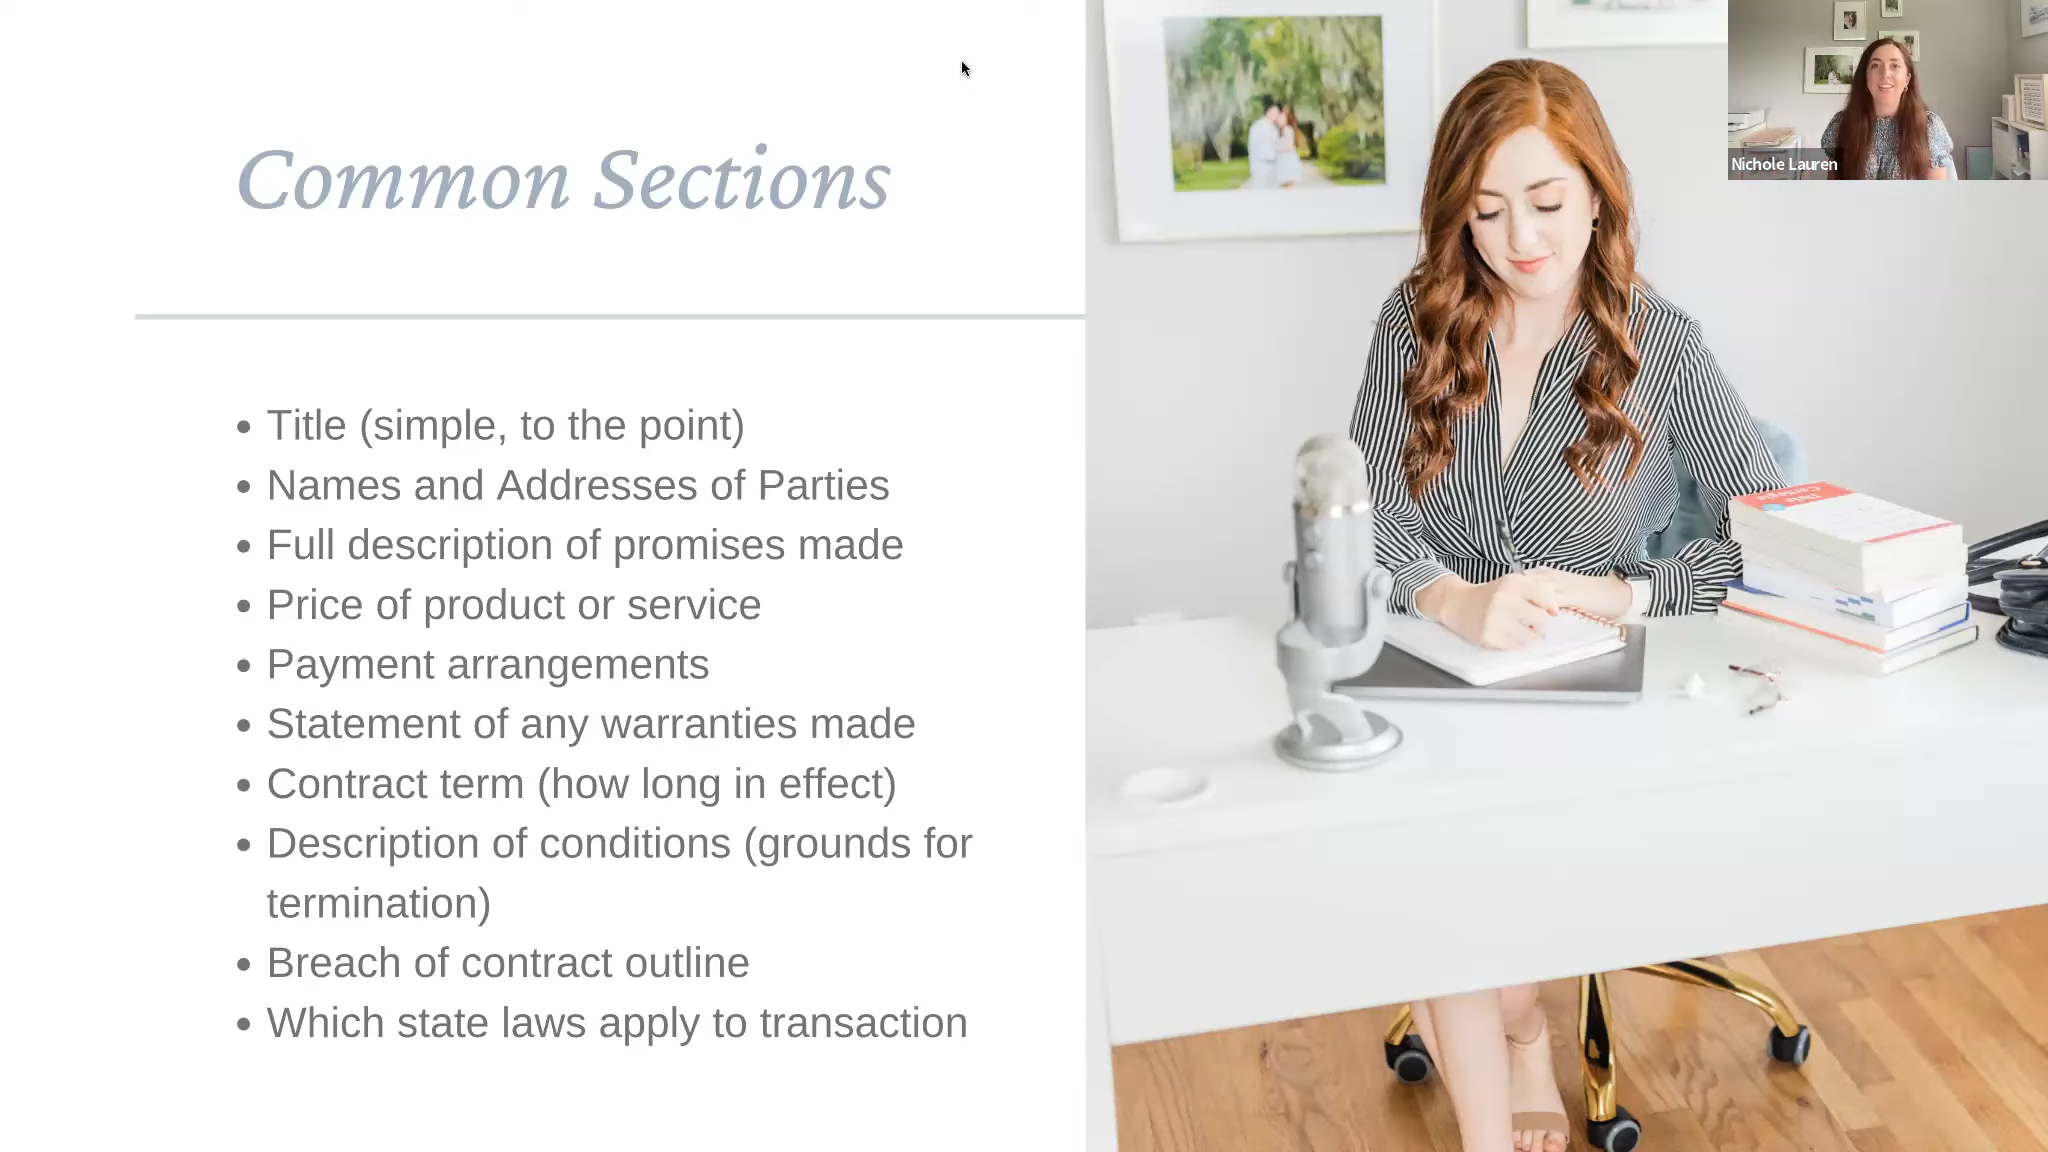 Common Sections
• Title (simple, to the point)
• Names and Addresses of Parties
• Full description of promises made
• Price of product or service
• Payment arrangements
• Statement of any warranties made
• Contract term (how long in effect)
• Description of conditions (grounds for
termination)
• Breach of contract outline
• Which state laws apply to transaction
Nichole Lauren
Dale
Carnegie